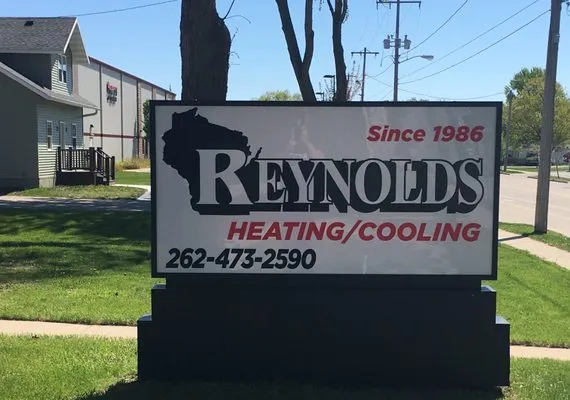 Since 1986
REYNOLDS
HEATING/COOLING
262-473-2590